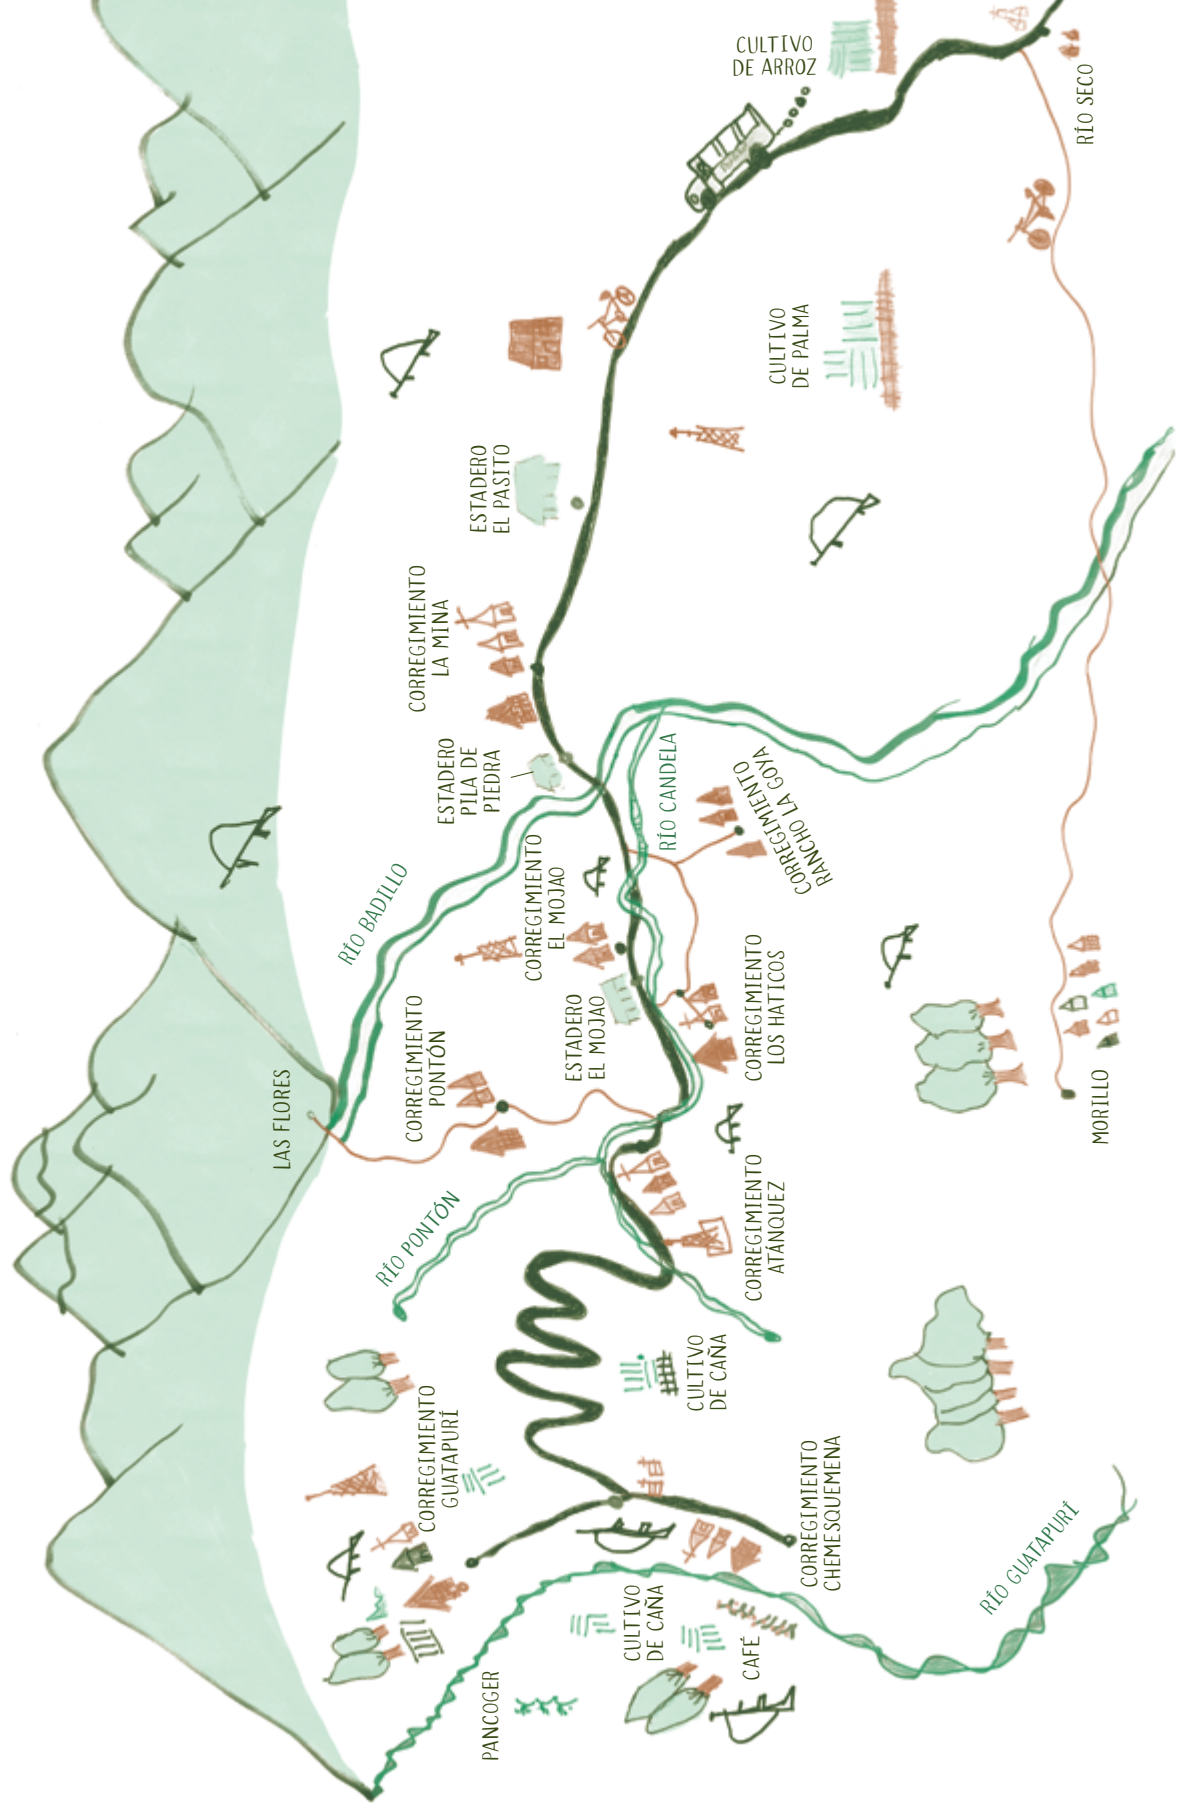 CULTIVO
DE ARROZ
RÍO SECO
CULTIVO
DE PALMA
ESTADERO
EL PASITO
CORREGIMIENTO
LA MINA
ESTADERO
PILA DE
PIEDRA
RÍO CANDELA
CORREGIMIENTO
RANCHO LA GOYA
RÍO BADILLO
CORREGIMIENTO
EL MOJAO
CORREGIMIENTO
LOS HATICOS
ESTADERO
EL MOJAO
CORREGIMIENTO
PONTÓN
LAS FLORES
MORILLO
RÍO PONTÓN
CORREGIMIENTO
ATÁNQUEZ
CULTIVO
DE CAÑA
CORREGIMIENTO
GUATAPURÍ
CORREGIMIENTO
CHEMESQUEMENA
RÍO GUATAPURÍ
CULTIVO
DE CAÑA
CAFÉ
PANCOGER